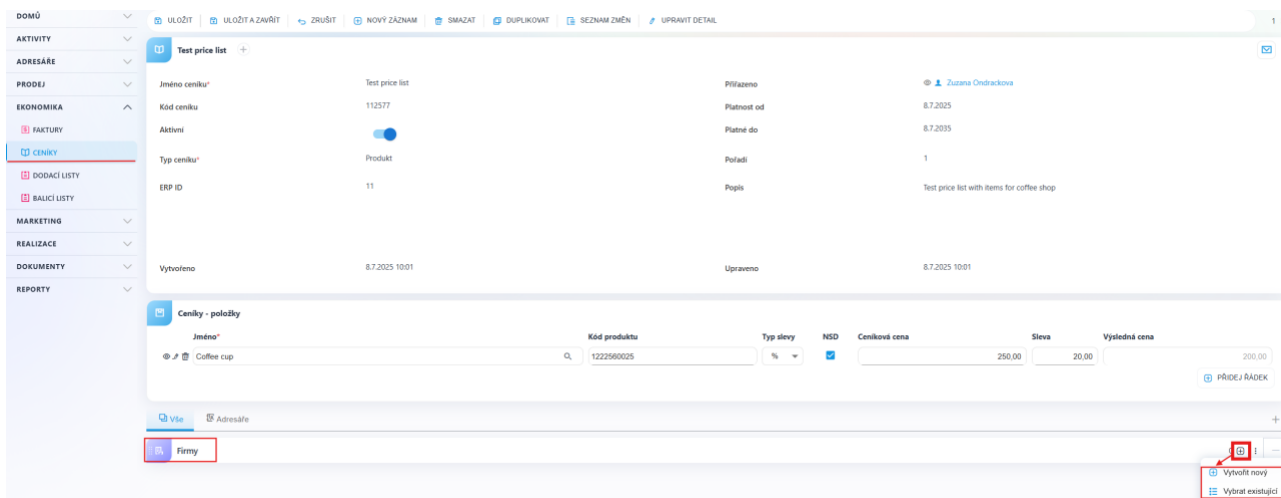 DOMŮ
AKTIVITY
ADRESÁŘE
PRODEJ
EKONOMIKA
FAKTURY
CENÍKY
DODACÍ LISTY
BALICÍ LISTY
MARKETING
REALIZACE
DOKUMENTY
REPORTY
ULOŽIT ULOŽIT A ZAVŘÍT ZRUŠIT NOVÝ ZÁZNAM SMAZAT DUPLIKOVAT SEZNAM ZMĚN UPRAVIT DETAIL 1
Test price list
Jméno ceníku* Test price list Přiřazeno Zuzana Ondrackova
Kód ceníku 112577 Platnost od 8.7.2025
Aktivní Platné do 8.7.2035
Typ ceníku* Produkt Pořadí 1
ERP ID 11 Popis Test price list with items for coffee shop
Vytvořeno 8.7.2025 10:01 Upraveno 8.7.2025 10:01
Ceníky - položky
Jméno* Kód produktu Typ slevy NSD Ceníková cena Sleva Výsledná cena
Coffee cup 1222560025 % 250,00 20,00 200,00
PŘIDEJ ŘÁDEK
Vše Adresáře
Firmy
Vytvořit nový
Vybrat existující